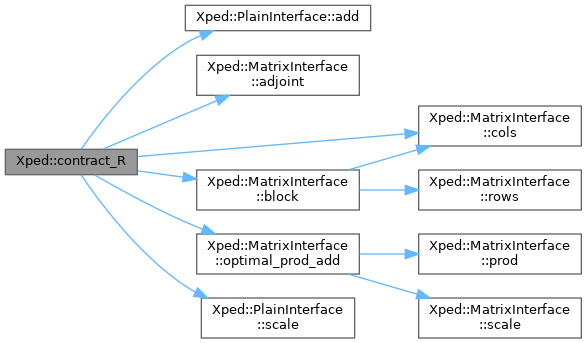 Xped::PlainInterface::add
Xped::MatrixInterface
::adjoint
Xped::MatrixInterface
::cols
Xped::contract_R
Xped::MatrixInterface
::block
Xped::MatrixInterface
::rows
Xped::MatrixInterface
::optimal_prod_add
Xped::MatrixInterface
::prod
Xped::PlainInterface
::scale
Xped::MatrixInterface
::scale